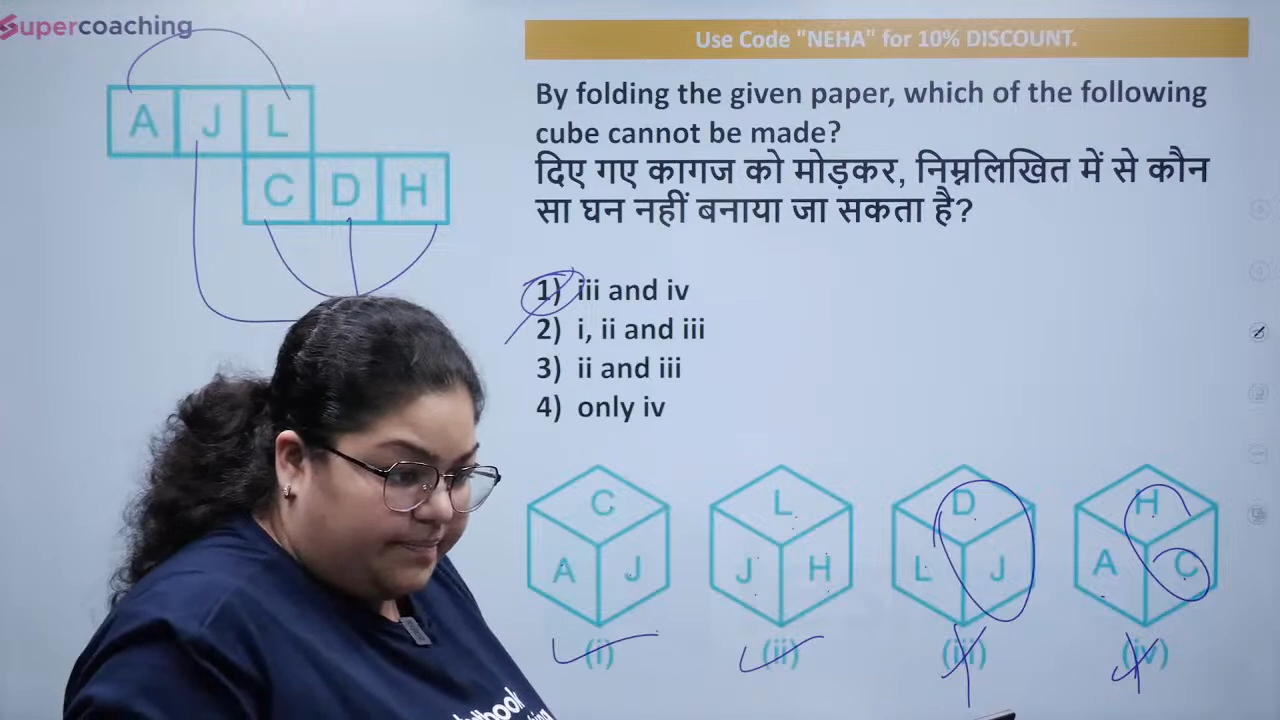 Supercoaching
Use Code "NEHA" for 10% DISCOUNT.
A J L
C D H
By folding the given paper, which of the following
cube cannot be made?
दिए गए कागज को मोड़कर, निम्नलिखित में से कौन
सा घन नहीं बनाया जा सकता है?
1) iii and iv
2) i, ii and iii
3) ii and iii
4) only iv
C
A J
(i)
L
J H
(ii)
D
L J
(iii)
H
A C
(iv)